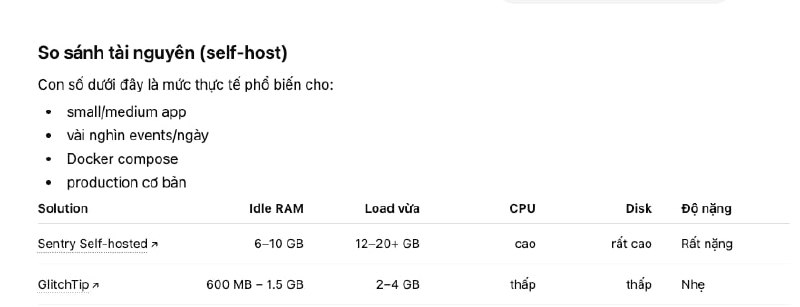 So sánh tài nguyên (self-host)
Con số dưới đây là mức thực tế phổ biến cho:
• small/medium app
• vài nghìn events/ngày
• Docker compose
• production cơ bản
Solution Idle RAM Load vừa CPU Disk Độ nặng
Sentry Self-hosted ↗ 6–10 GB 12–20+ GB cao rất cao Rất nặng
GlitchTip ↗ 600 MB – 1.5 GB 2–4 GB thấp thấp Nhẹ